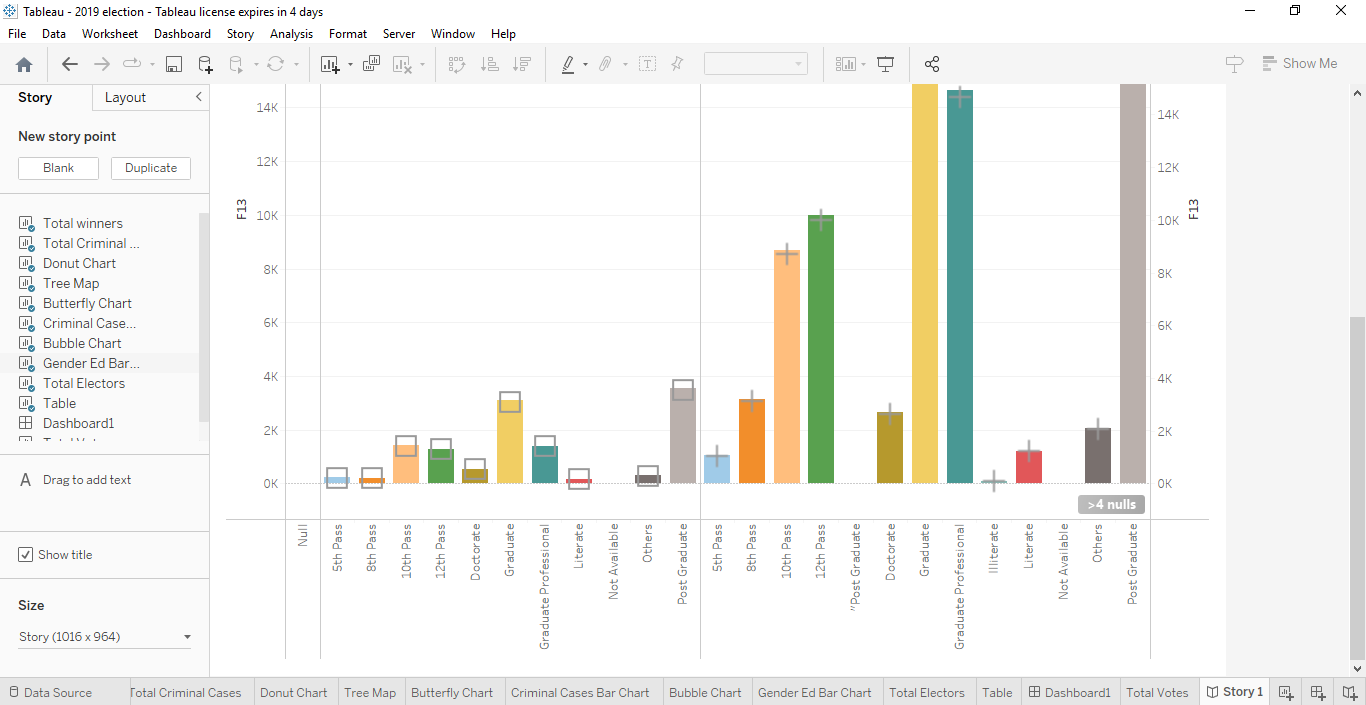 Tableau - 2019 election - Tableau license expires in 4 days
File Data Worksheet Dashboard Story Analysis Format Server Window Help
Show Me
Story Layout
New story point
Blank Duplicate
Total winners
Total Criminal ...
Donut Chart
Tree Map
Butterfly Chart
Criminal Case...
Bubble Chart
Gender Ed Bar...
Total Electors
Table
Dashboard1
A Drag to add text
Show title
Size
Story (1016 x 964)
14K
12K
10K
8K
6K
4K
2K
0K
F13
14K
12K
10K
8K
6K
4K
2K
0K
F13
>4 nulls
Null
5th Pass
8th Pass
10th Pass
12th Pass
Doctorate
Graduate
Graduate Professional
Literate
Not Available
Others
Post Graduate
5th Pass
8th Pass
10th Pass
12th Pass
"Post Graduate
Doctorate
Graduate
Graduate Professional
Illiterate
Literate
Not Available
Others
Post Graduate
Data Source Total Criminal Cases Donut Chart Tree Map Butterfly Chart Criminal Cases Bar Chart Bubble Chart Gender Ed Bar Chart Total Electors Table Dashboard1 Total Votes Story 1